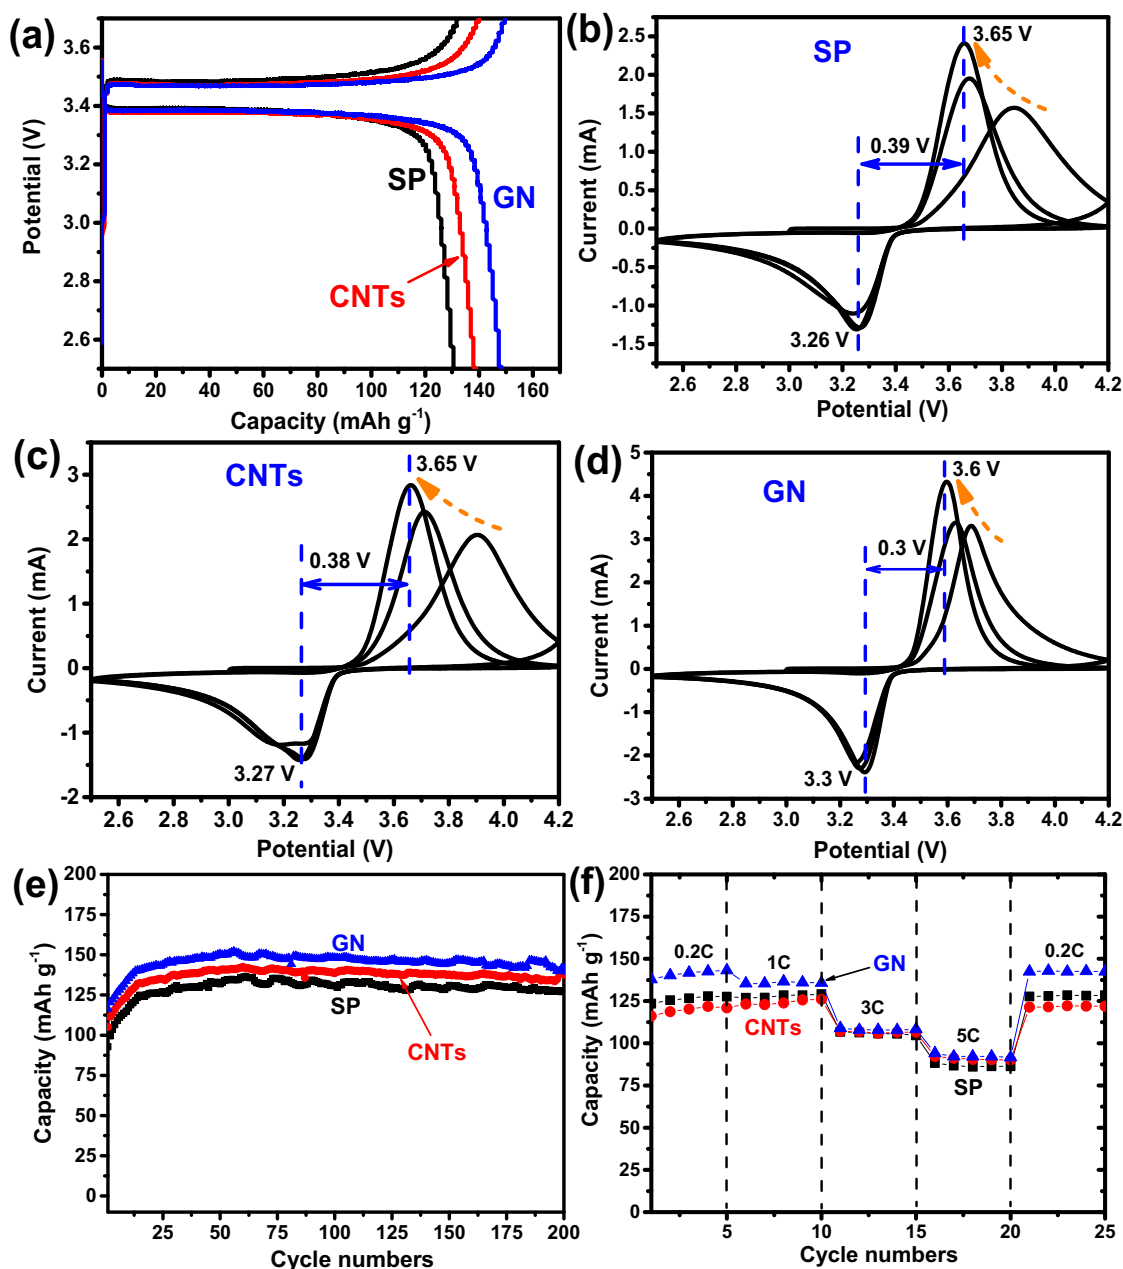 (a)
3.6
3.4
3.2
3.0
2.8
2.6
Potential (V)
SP
GN
CNTs
0 20 40 60 80 100 120 140 160
Capacity (mAh g⁻¹)
(b)
SP
2.5
2.0
1.5
1.0
0.5
0.0
-0.5
-1.0
-1.5
Current (mA)
3.65 V
0.39 V
3.26 V
2.6 2.8 3.0 3.2 3.4 3.6 3.8 4.0 4.2
Potential (V)
(c)
CNTs
3
2
1
0
-1
-2
Current (mA)
3.65 V
0.38 V
3.27 V
2.6 2.8 3.0 3.2 3.4 3.6 3.8 4.0 4.2
Potential (V)
(d)
GN
5
4
3
2
1
0
-1
-2
-3
Current (mA)
3.6 V
0.3 V
3.3 V
2.6 2.8 3.0 3.2 3.4 3.6 3.8 4.0 4.2
Potential (V)
(e)
200
175
150
125
100
75
50
25
0
Capacity (mAh g⁻¹)
GN
SP
CNTs
25 50 75 100 125 150 175 200
Cycle numbers
(f)
200
175
150
125
100
75
50
25
0
Capacity (mAh g⁻¹)
0.2C
1C
GN
0.2C
CNTs
3C
5C
SP
5 10 15 20 25
Cycle numbers